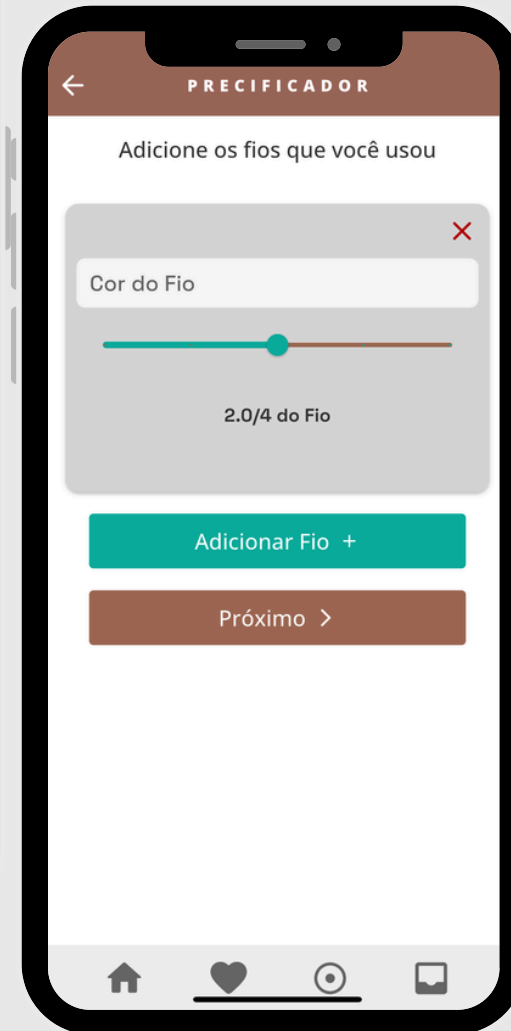 PRECIFICADOR
Adicione os fios que você usou
Cor do Fio
2.0/4 do Fio
Adicionar Fio +
Próximo